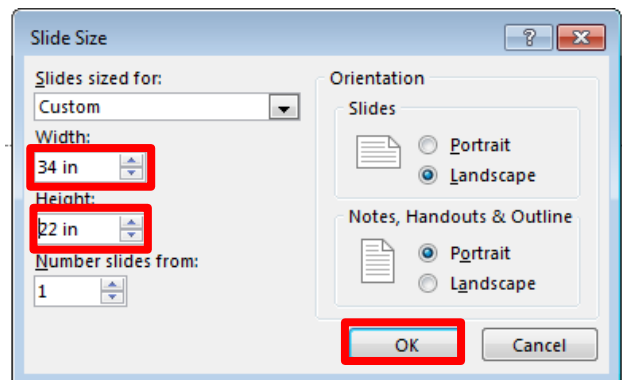 Slide Size
Slides sized for:
Custom
Width:
34 in
Height:
22 in
Number slides from:
1
Orientation
Slides
Portrait
Landscape
Notes, Handouts & Outline
Portrait
Landscape
OK
Cancel